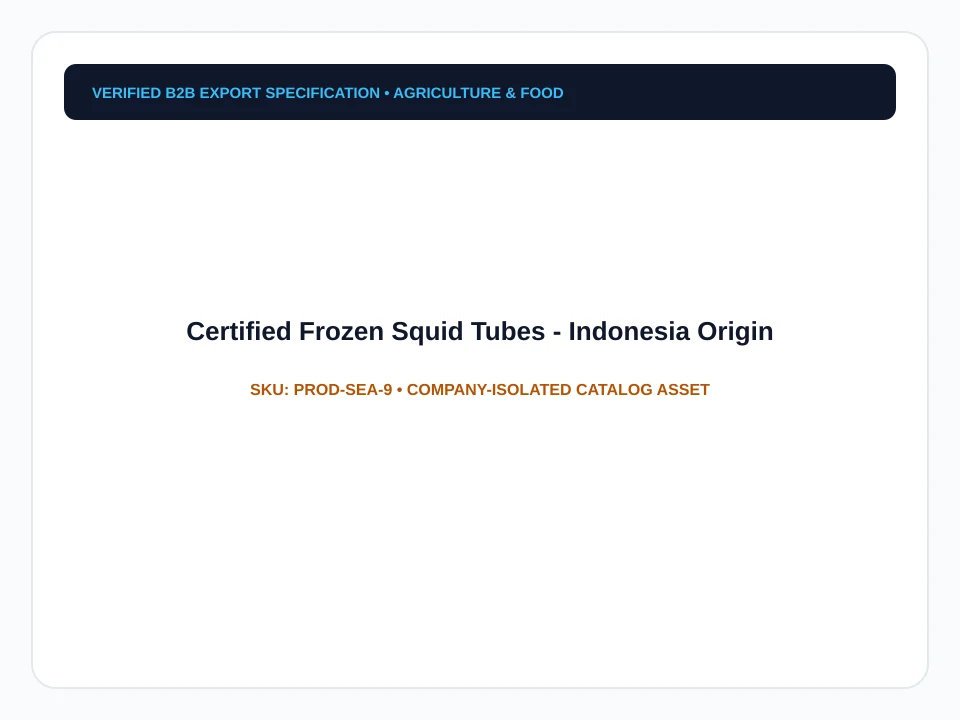 VERIFIED B2B EXPORT SPECIFICATION • AGRICULTURE & FOOD
Certified Frozen Squid Tubes - Indonesia Origin
SKU: PROD-SEA-9 • COMPANY-ISOLATED CATALOG ASSET